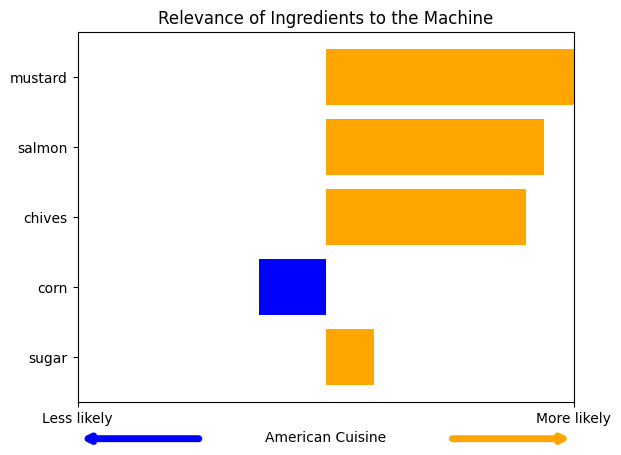 Relevance of Ingredients to the Machine
mustard
salmon
chives
corn
sugar
Less likely
More likely
American Cuisine